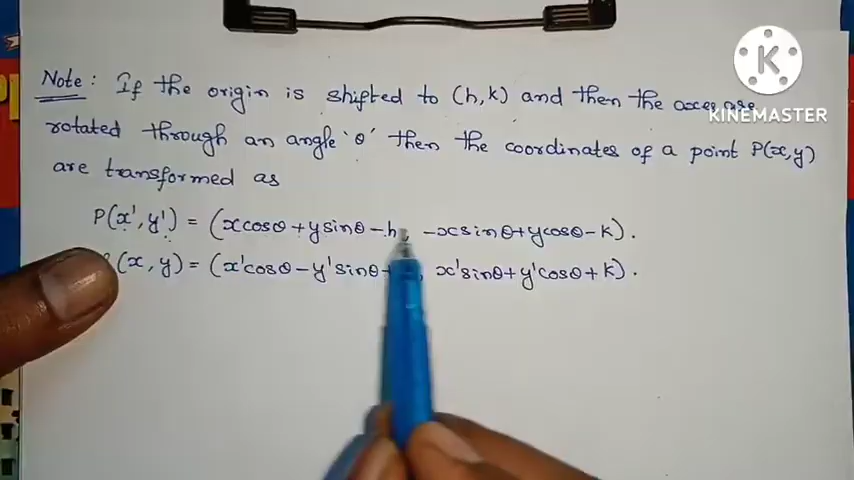 K
KINEMASTER
Note : If the origin is shifted to (h,k) and then the axes are
rotated through an angle 'θ' then the coordinates of a point P(x,y)
are transformed as
P(x',y') = (xcosθ+ysinθ-h, -xsinθ+ycosθ-k).
(x,y) = (x'cosθ-y'sinθ+ , x'sinθ+y'cosθ+k).